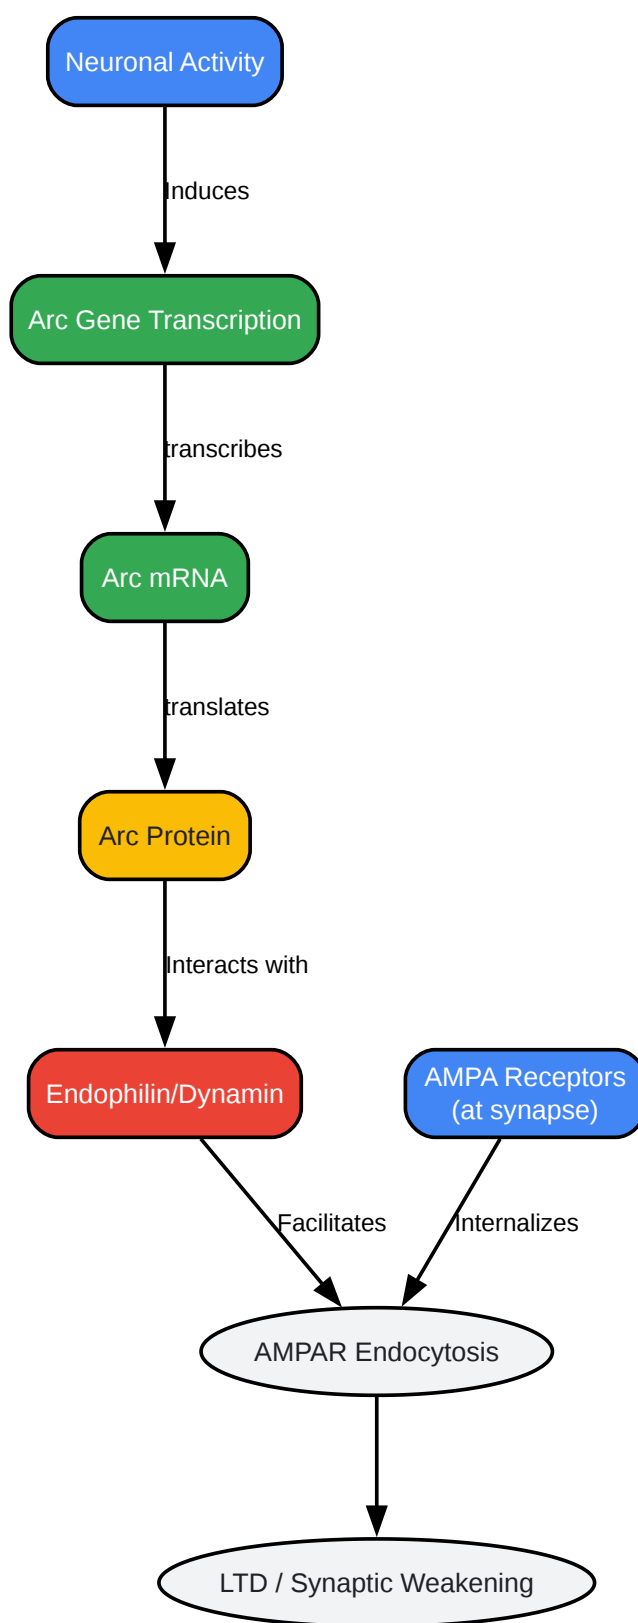 Neuronal Activity
Induces
Arc Gene Transcription
transcribes
Arc mRNA
translates
Arc Protein
Interacts with
Endophilin/Dynamin
AMPA Receptors
(at synapse)
Facilitates
Internalizes
AMPAR Endocytosis
LTD / Synaptic Weakening